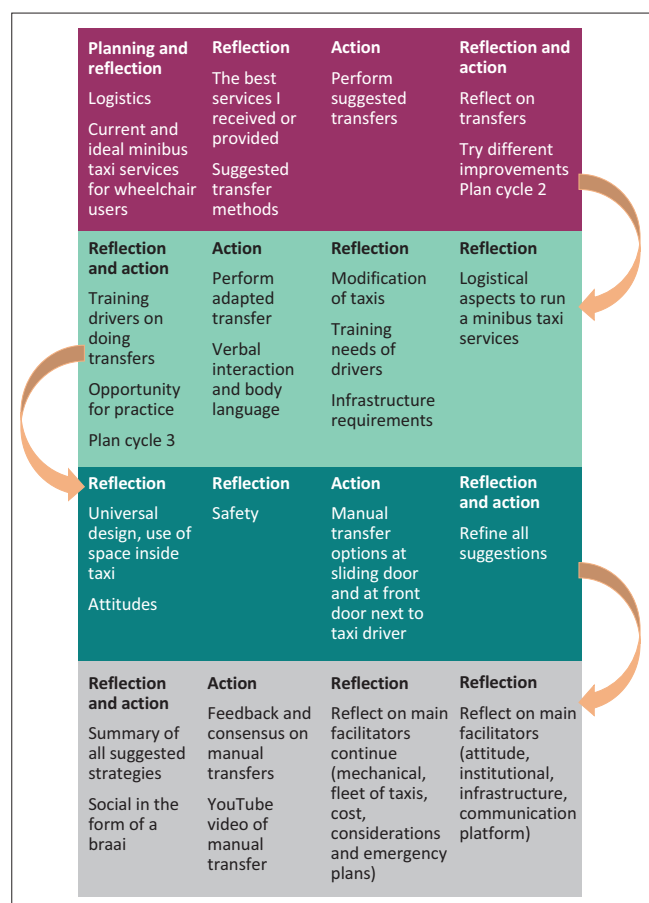 Planning and
reflection
Logistics
Current and
ideal minibus
taxi services
for wheelchair
users
Reflection
The best
services I
received or
provided
Suggested
transfer
methods
Action
Perform
suggested
transfers
Reflection and
action
Reflect on
transfers
Try different
improvements
Plan cycle 2
Reflection
and action
Training
drivers on
doing
transfers
Opportunity
for practice
Plan cycle 3
Action
Perform
adapted
transfer
Verbal
interaction
and body
language
Reflection
Modification
of taxis
Training
needs of
drivers
Infrastructure
requirements
Reflection
Logistical
aspects to run
a minibus taxi
services
Reflection
Universal
design, use of
space inside
taxi
Attitudes
Reflection
Safety
Action
Manual
transfer
options at
sliding door
and at front
door next to
taxi driver
Reflection
and action
Refine all
suggestions
Reflection
and action
Summary of
all suggested
strategies
Social in the
form of a
braai
Action
Feedback and
consensus on
manual
transfers
YouTube
video of
manual
transfer
Reflection
Reflect on main
facilitators
continue
(mechanical,
fleet of taxis,
cost,
considerations
and emergency
plans)
Reflection
Reflect on main
facilitators
(attitude,
institutional,
infrastructure,
communication
platform)